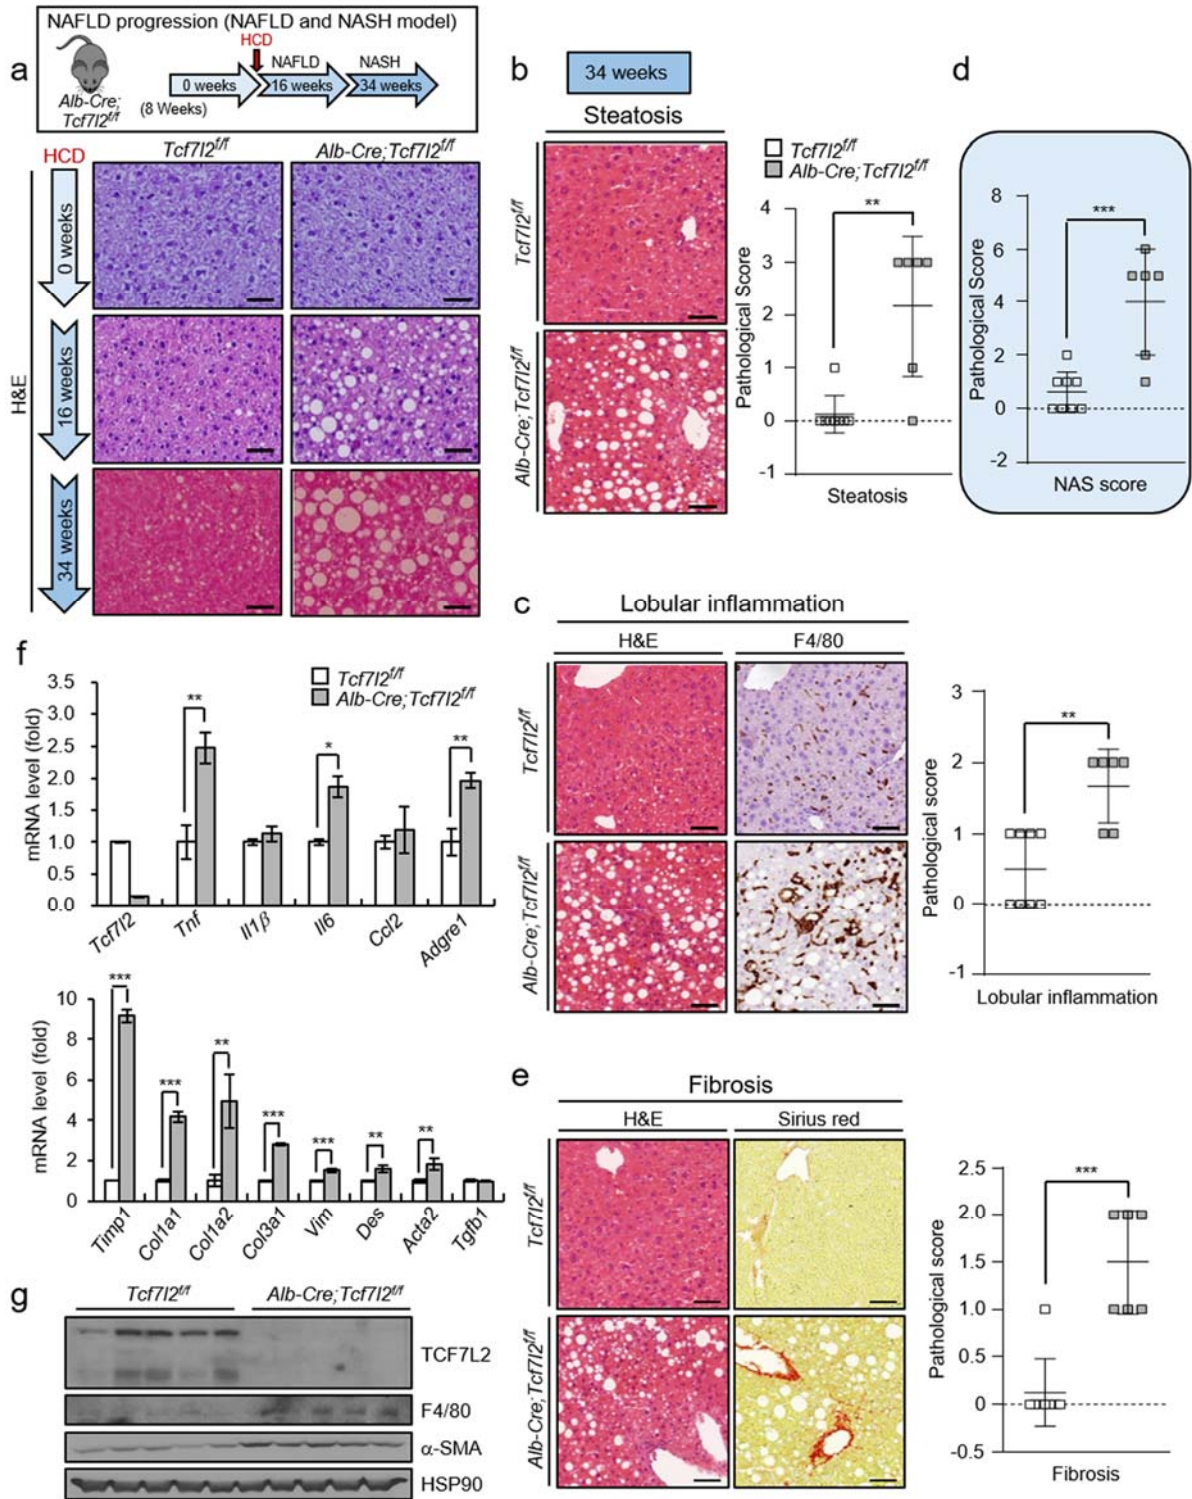 NAFLD progression (NAFLD and NASH model)
HCD
NAFLD
NASH
0 weeks
16 weeks
34 weeks
Alb-Cre;
Tcf7l2f/f
(8 Weeks)
a
HCD
Tcf7l2f/f
Alb-Cre;Tcf7l2f/f
H&E
0 weeks
16 weeks
34 weeks
b
34 weeks
Steatosis
Tcf7l2f/f
Alb-Cre;Tcf7l2f/f
Tcf7l2f/f
Alb-Cre;Tcf7l2f/f
Pathological Score
4
3
2
1
0
-1
**
Steatosis
d
Pathological Score
8
6
4
2
0
-2
***
NAS score
c
Lobular inflammation
H&E
F4/80
Tcf7l2f/f
Alb-Cre;Tcf7l2f/f
Pathological score
3
2
1
0
-1
**
Lobular inflammation
f
Tcf7l2f/f
Alb-Cre;Tcf7l2f/f
mRNA level (fold)
3.5
3.0
2.5
2.0
1.5
1.0
0.5
0.0
**
*
**
Tcf7l2
Tnf
Il1β
Il6
Ccl2
Adgre1
mRNA level (fold)
10
8
6
4
2
0
***
***
**
***
***
**
**
Timp1
Col1a1
Col1a2
Col3a1
Vim
Des
Acta2
Tgfb1
e
Fibrosis
H&E
Sirius red
Tcf7l2f/f
Alb-Cre;Tcf7l2f/f
Pathological score
2.5
2.0
1.5
1.0
0.5
0
-0.5
***
Fibrosis
g
Tcf7l2f/f
Alb-Cre;Tcf7l2f/f
TCF7L2
F4/80
α-SMA
HSP90